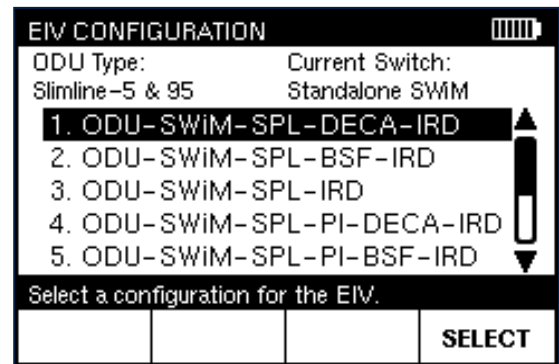 EIV CONFIGURATION
ODU Type: Current Switch:
Slimline-5 & 95 Standalone SWiM
1. ODU-SWiM-SPL-DECA-IRD
2. ODU-SWiM-SPL-BSF-IRD
3. ODU-SWiM-SPL-IRD
4. ODU-SWiM-SPL-PI-DECA-IRD
5. ODU-SWiM-SPL-PI-BSF-IRD
Select a configuration for the EIV.
SELECT